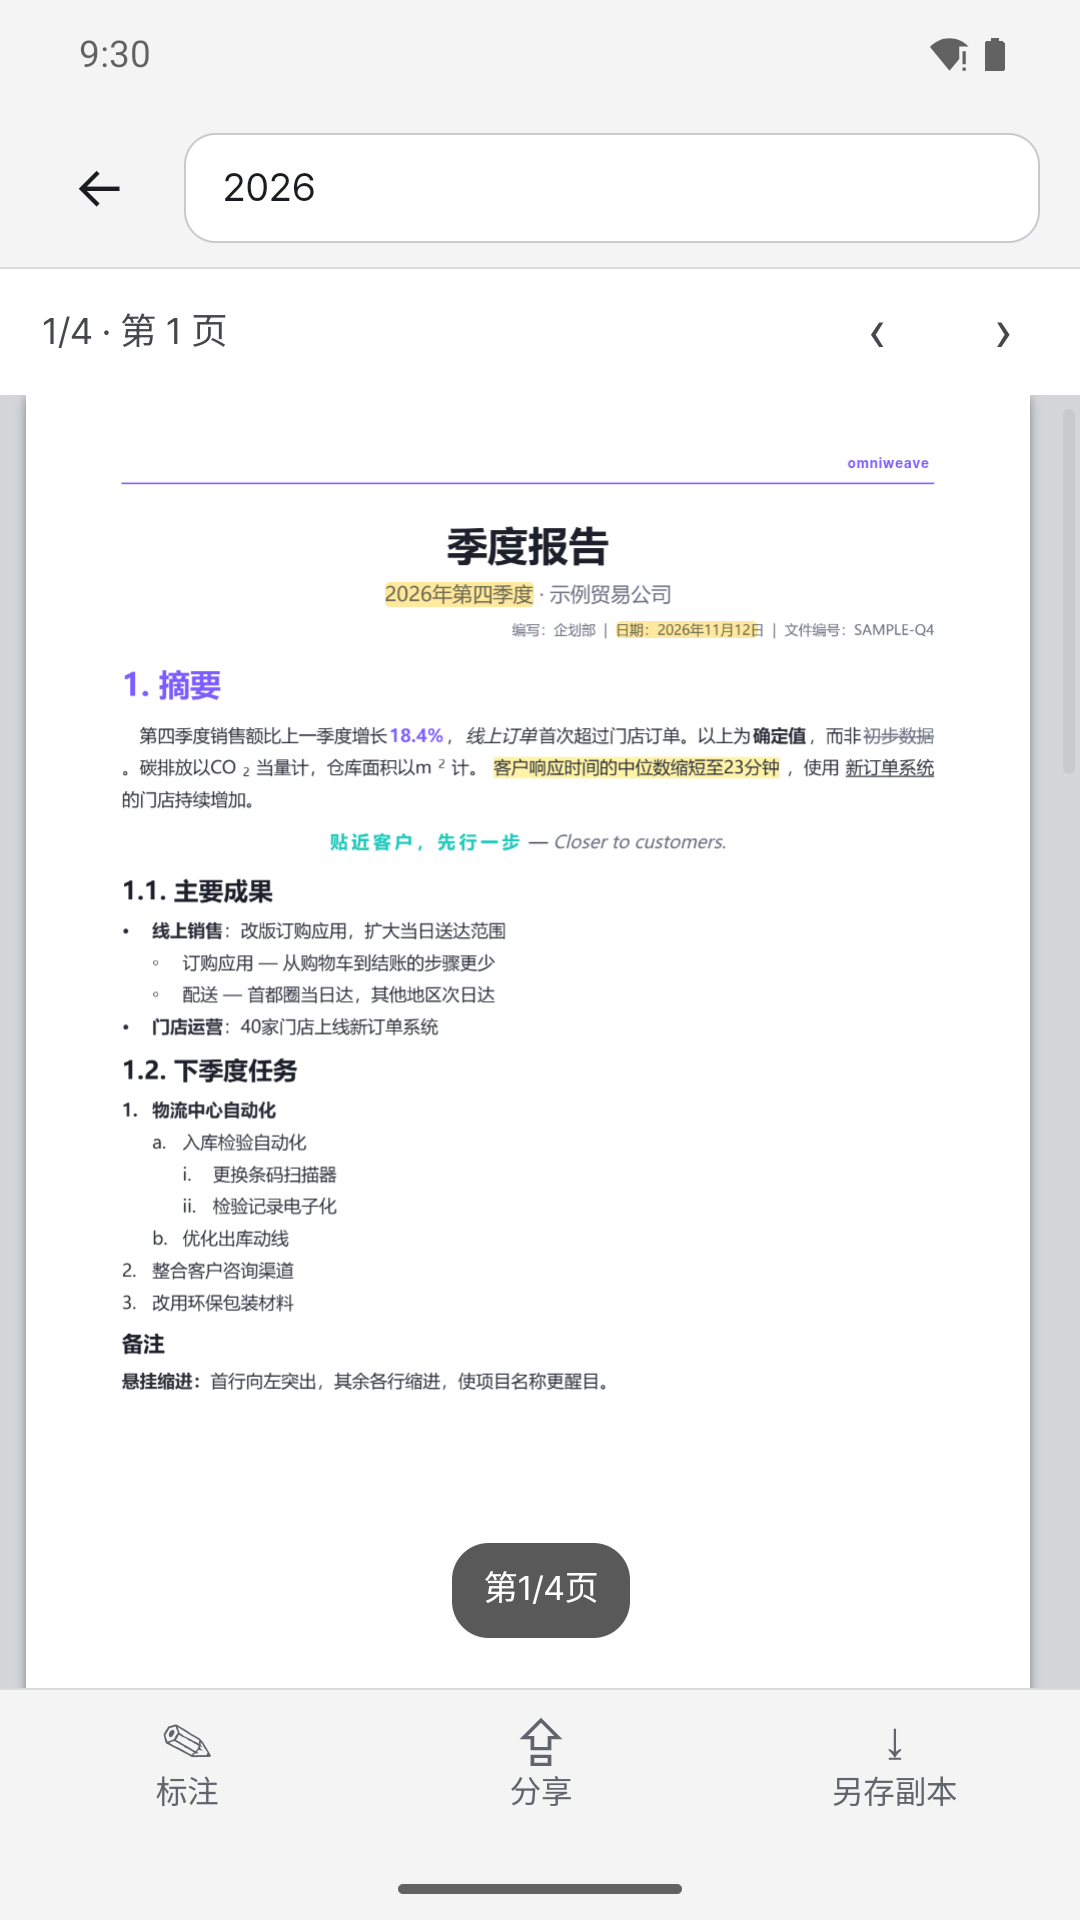 9:30
2026
1/4 · 第 1 页
omniweave
季度报告
2026年第四季度 · 示例贸易公司
编写：企划部 | 日期：2026年11月12日 | 文件编号：SAMPLE-Q4
1. 摘要
第四季度销售额比上一季度增长18.4%，线上订单首次超过门店订单。以上为确定值，而非初步数据
。碳排放以CO₂当量计，仓库面积以m²计。客户响应时间的中位数缩短至23分钟，使用 新订单系统
的门店持续增加。
贴近客户，先行一步 — Closer to customers.
1.1. 主要成果
• 线上销售：改版订购应用，扩大当日送达范围
◦ 订购应用 — 从购物车到结账的步骤更少
◦ 配送 — 首都圈当日达，其他地区次日达
• 门店运营：40家门店上线新订单系统
1.2. 下季度任务
1. 物流中心自动化
a. 入库检验自动化
i. 更换条码扫描器
ii. 检验记录电子化
b. 优化出库动线
2. 整合客户咨询渠道
3. 改用环保包装材料
备注
悬挂缩进：首行向左突出，其余各行缩进，使项目名称更醒目。
第1/4页
标注
分享
另存副本